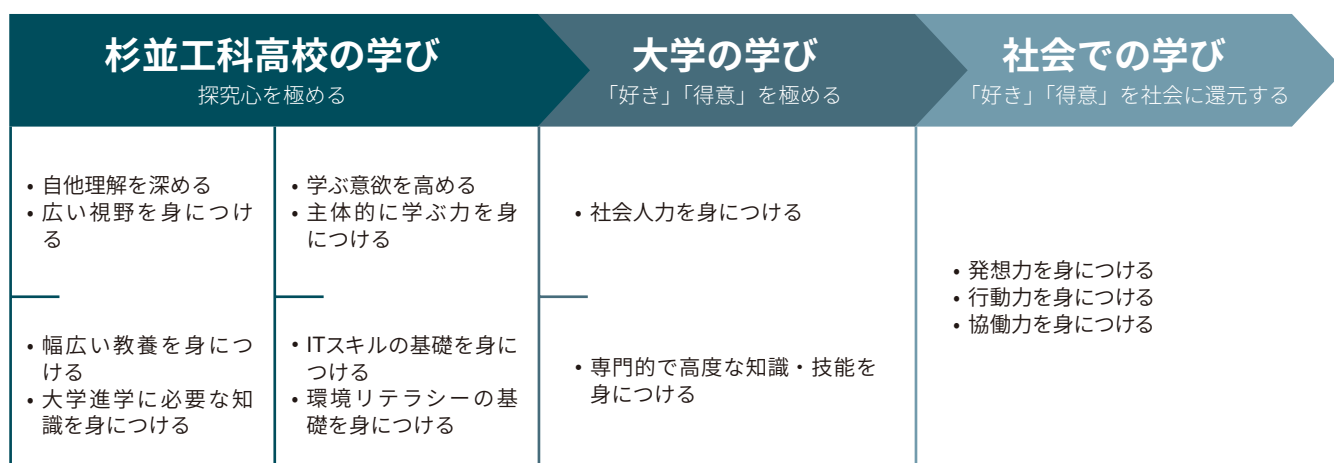 杉並工科高校の学び
探究心を極める
大学の学び
「好き」「得意」を極める
社会での学び
「好き」「得意」を社会に還元する
• 自他理解を深める
• 広い視野を身につけ
る
• 幅広い教養を身につ
ける
• 大学進学に必要な知
識を身につける
• 学ぶ意欲を高める
• 主体的に学ぶ力を身
につける
• ITスキルの基礎を身に
つける
• 環境リテラシーの基
礎を身につける
• 社会人力を身につける
• 専門的で高度な知識・技能を
身につける
• 発想力を身につける
• 行動力を身につける
• 協働力を身につける